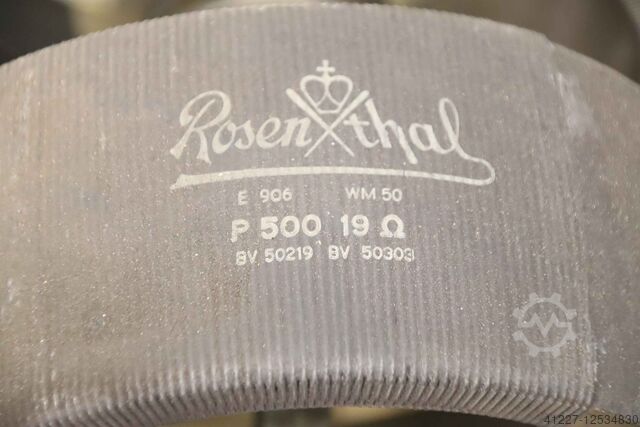 Rosenthal
E 906 WM 50
P 500 19 Ω
BV 50219 BV 50303
41227-12534830